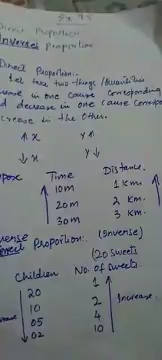 Direct Proportion
Inverse proportion
Direct Proportion:-
let take two things/Quantities
in one cause corresponding
nd decrease in one cause
crease in the other.
↑x y↑
↓x y↓
Time Distance
10m 1 Km
20m 2 Km.
30m 3 Km.
Proportion: (Inverse)
(20 Sweets
Children No. of Sweets
20 1
10 2
05 4 Increase
02 10